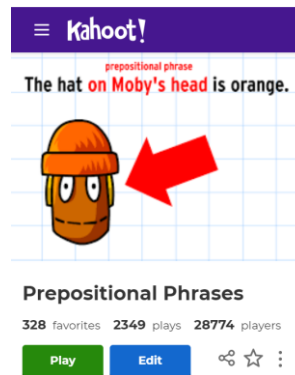 Kahoot!
prepositional phrase
The hat on Moby's head is orange.
Prepositional Phrases
328 favorites 2349 plays 28774 players
Play Edit